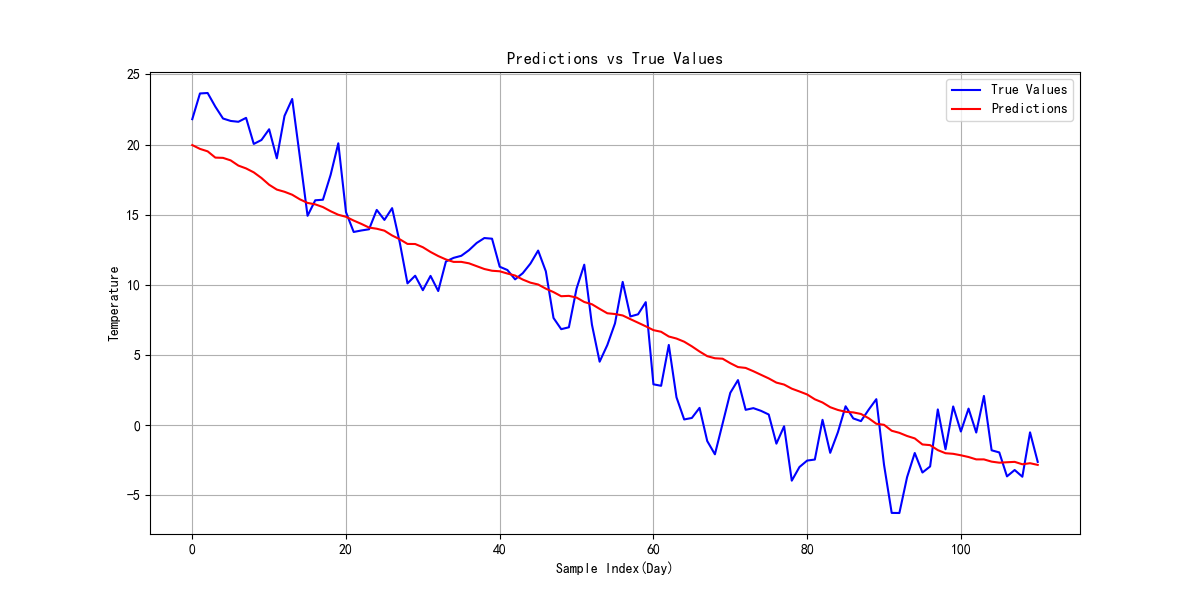 Predictions vs True Values
True Values
Predictions
25
20
15
10
5
0
−5
Temperature
0 20 40 60 80 100
Sample Index(Day)